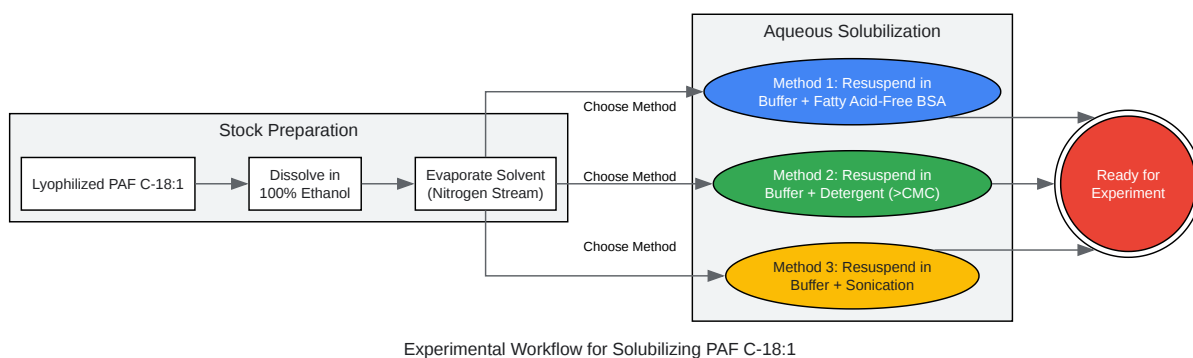 Stock Preparation
Lyophilized PAF C-18:1
Dissolve in
100% Ethanol
Evaporate Solvent
(Nitrogen Stream)
Choose Method
Choose Method
Choose Method
Aqueous Solubilization
Method 1: Resuspend in
Buffer + Fatty Acid-Free BSA
Method 2: Resuspend in
Buffer + Detergent (>CMC)
Method 3: Resuspend in
Buffer + Sonication
Ready for
Experiment
Experimental Workflow for Solubilizing PAF C-18:1